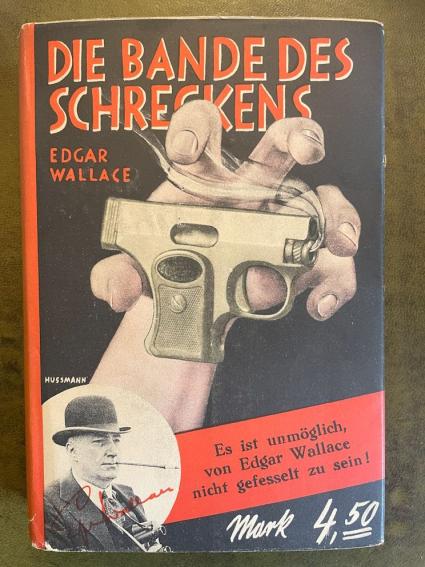 DIE BANDE DES
SCHRECKENS
EDGAR
WALLACE
HUSSMANN
Es ist unmöglich,
von Edgar Wallace
nicht gefesselt zu sein!
Mark 4,50